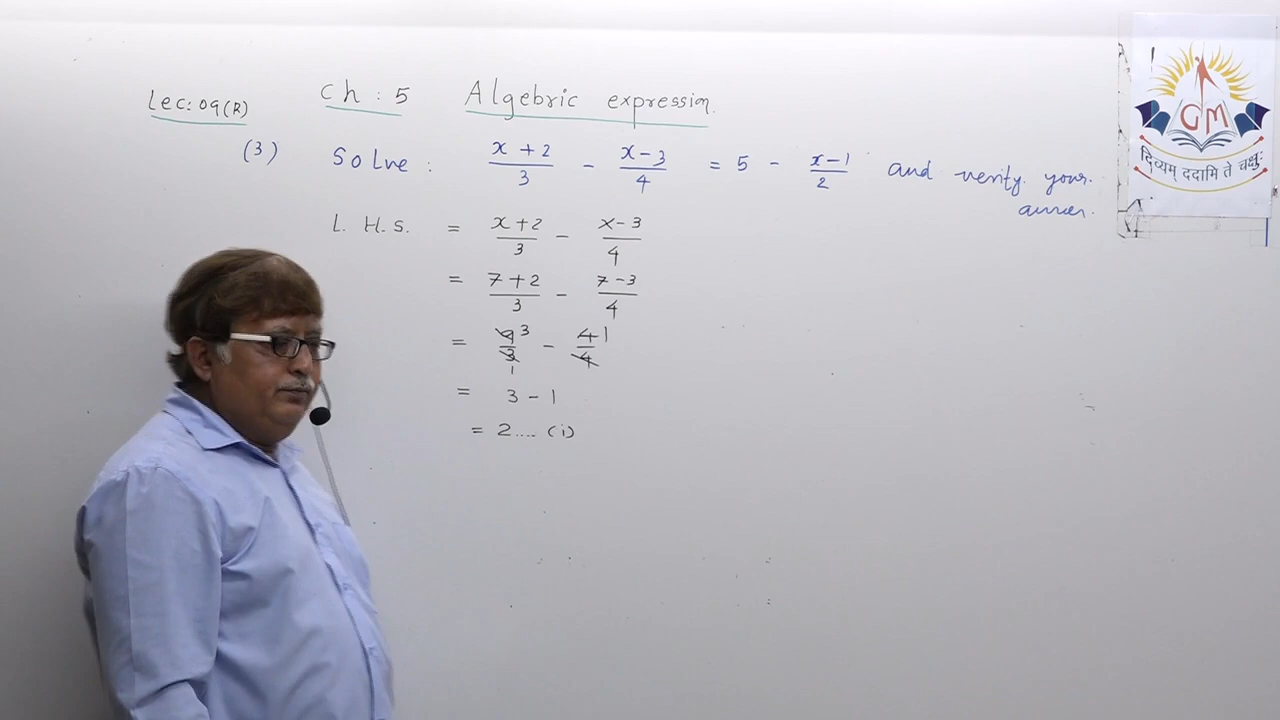 Lec: 09(R)
Ch : 5 Algebric expression.
(3) Solve : (x + 2)/3 - (x - 3)/4 = 5 - (x - 1)/2 and verify your
L. H. S. = (x + 2)/3 - (x - 3)/4
= (7 + 2)/3 - (7 - 3)/4
= 9/3 3/1 - 4/4 1
= 3 - 1
= 2.... (i)
GM
दिव्यम् ददामि ते चक्षुः